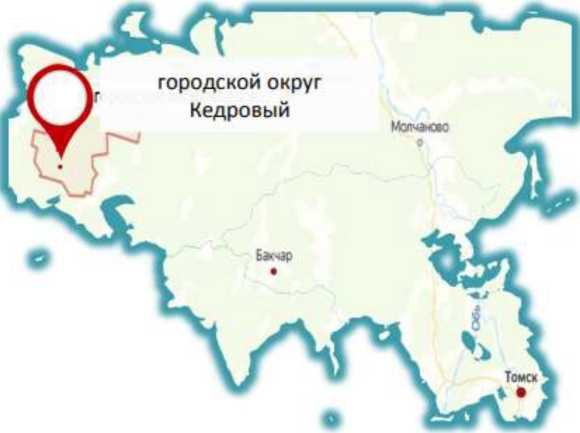 городской округ
Кедровый
Молчаново
Бакчар
Обь
Томск